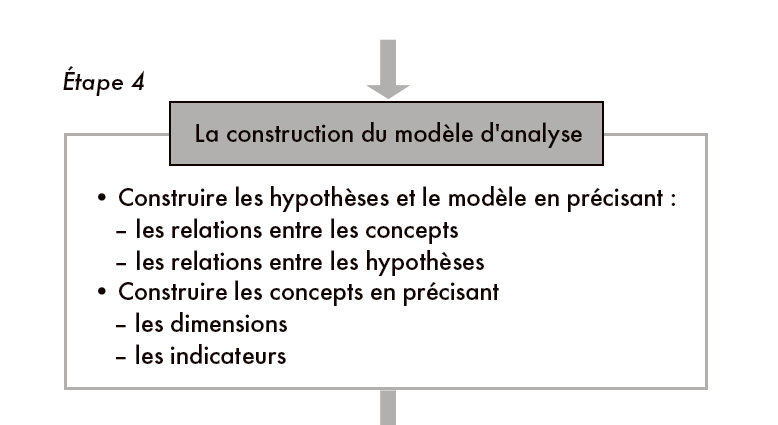 Étape 4
La construction du modèle d'analyse
• Construire les hypothèses et le modèle en précisant :
– les relations entre les concepts
– les relations entre les hypothèses
• Construire les concepts en précisant
– les dimensions
– les indicateurs